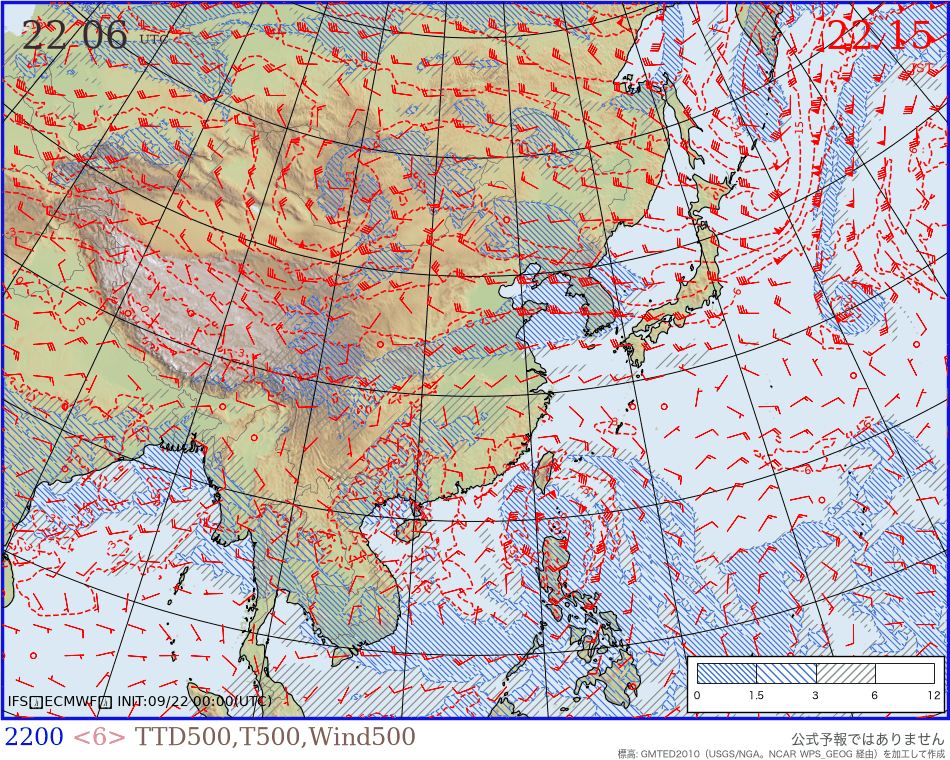 22.06 UTC
22.15
JST
IFS ECMWF INIT:09/22 00:00(UTC)
0 1.5 3 6 12
2200 <6> TTD500,T500,Wind500
公式予報ではありません
標高: GMTED2010（USGS/NGA。NCAR WPS_GEOG 経由）を加工して作成